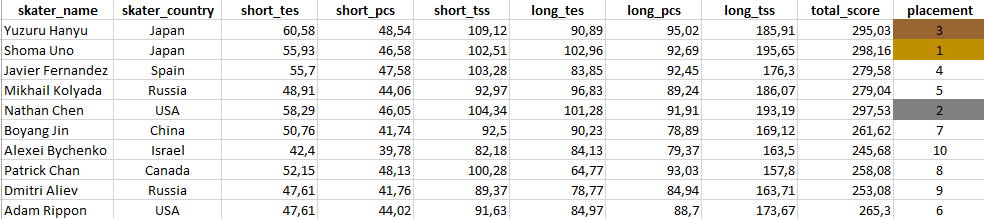 skater_name skater_country short_tes short_pcs short_tss long_tes long_pcs long_tss total_score placement
Yuzuru Hanyu Japan 60,58 48,54 109,12 90,89 95,02 185,91 295,03 3
Shoma Uno Japan 55,93 46,58 102,51 102,96 92,69 195,65 298,16 1
Javier Fernandez Spain 55,7 47,58 103,28 83,85 92,45 176,3 279,58 4
Mikhail Kolyada Russia 48,91 44,06 92,97 96,83 89,24 186,07 279,04 5
Nathan Chen USA 58,29 46,05 104,34 101,28 91,91 193,19 297,53 2
Boyang Jin China 50,76 41,74 92,5 90,23 78,89 169,12 261,62 7
Alexei Bychenko Israel 42,4 39,78 82,18 84,13 79,37 163,5 245,68 10
Patrick Chan Canada 52,15 48,13 100,28 64,77 93,03 157,8 258,08 8
Dmitri Aliev Russia 47,61 41,76 89,37 78,77 84,94 163,71 253,08 9
Adam Rippon USA 47,61 44,02 91,63 84,97 88,7 173,67 265,3 6